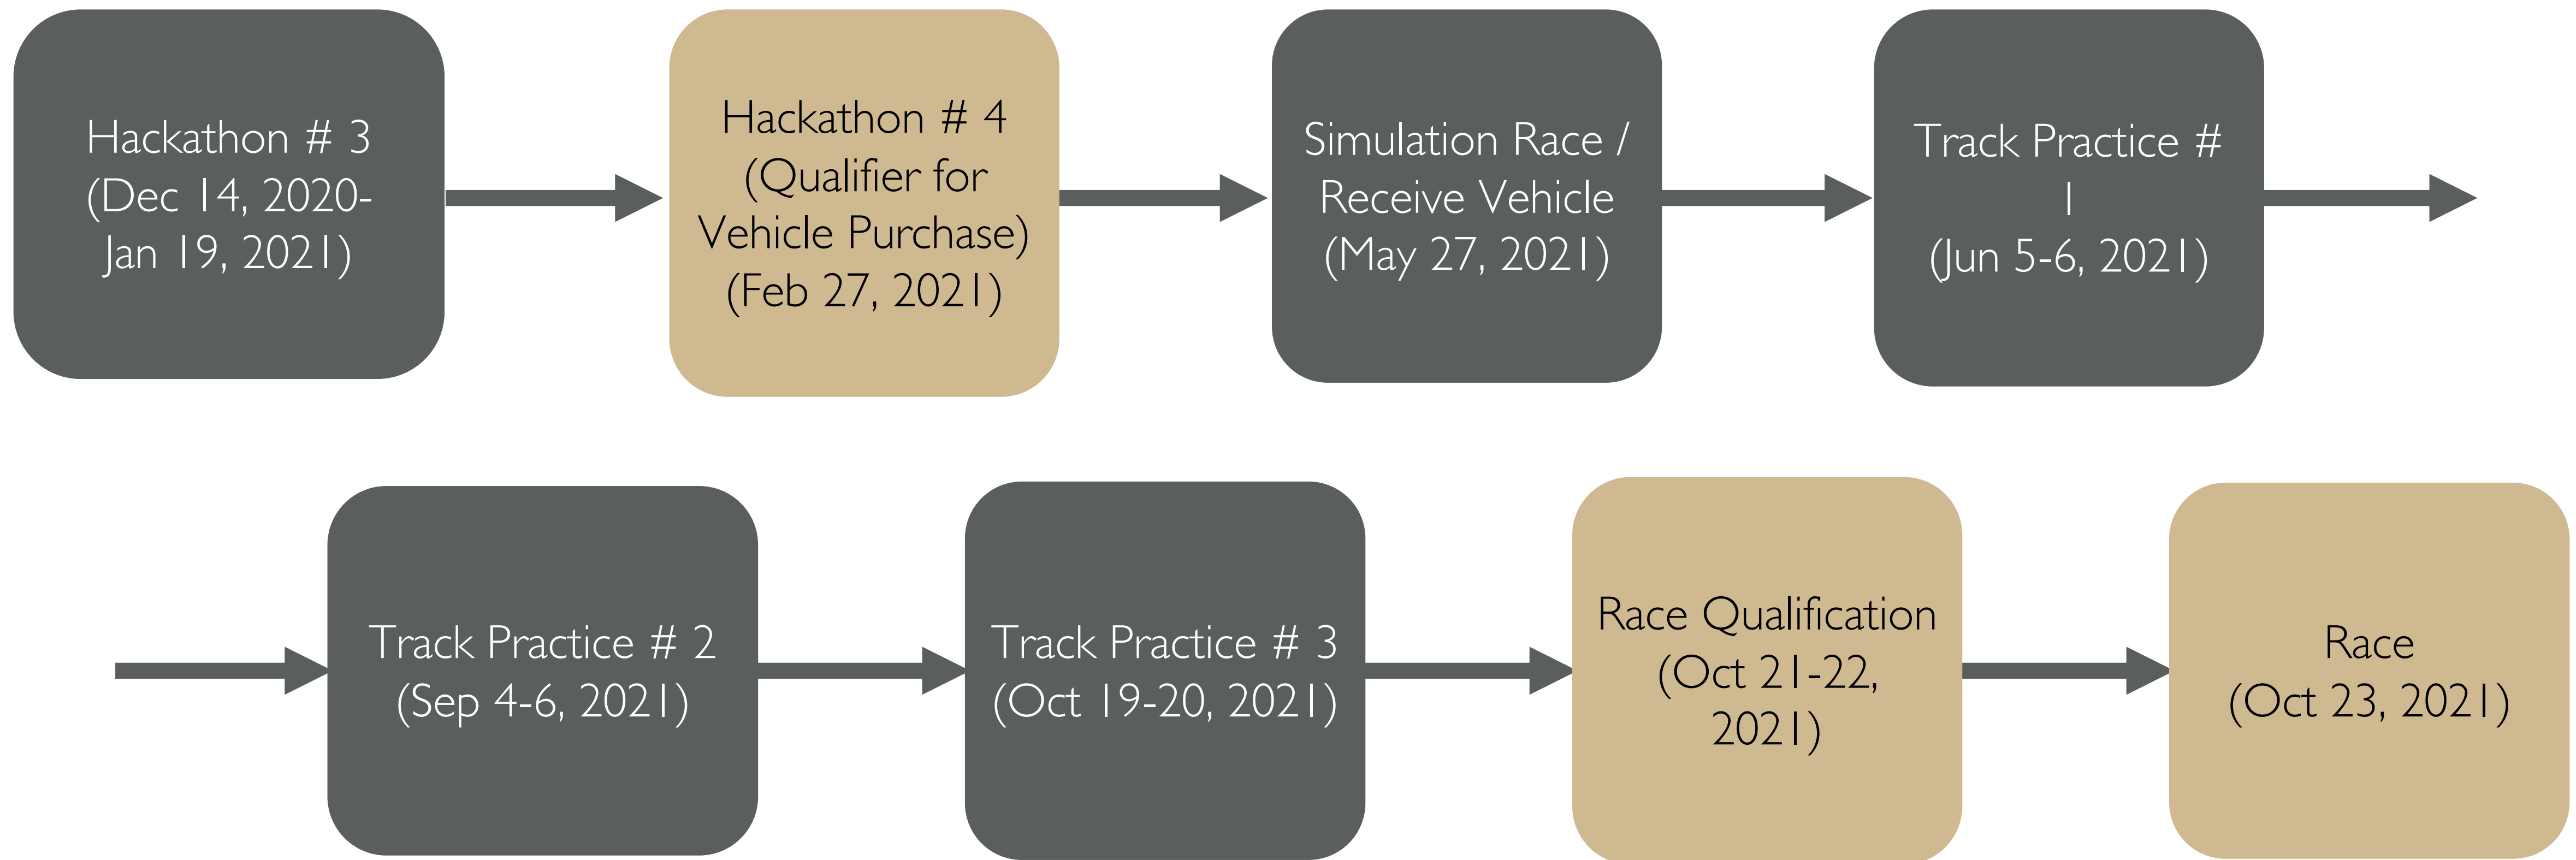 Hackathon # 3
(Dec 14, 2020-
Jan 19, 2021)
Hackathon # 4
(Qualifier for
Vehicle Purchase)
(Feb 27, 2021)
Simulation Race /
Receive Vehicle
(May 27, 2021)
Track Practice #
1
(Jun 5-6, 2021)
Track Practice # 2
(Sep 4-6, 2021)
Track Practice # 3
(Oct 19-20, 2021)
Race Qualification
(Oct 21-22,
2021)
Race
(Oct 23, 2021)